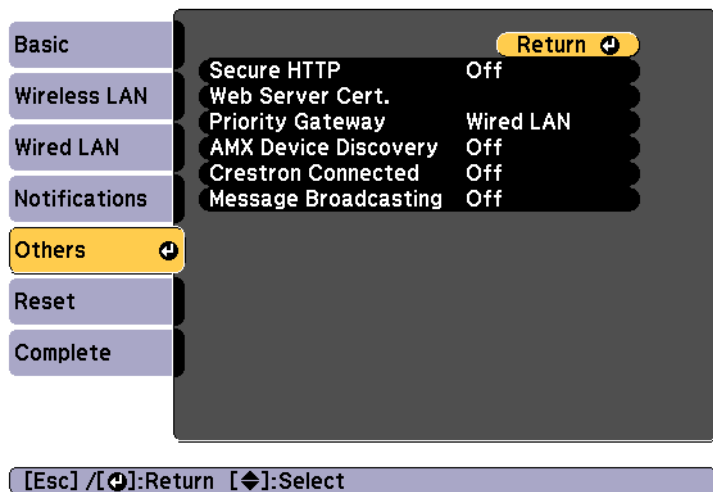 Basic
Wireless LAN
Wired LAN
Notifications
Others
Reset
Complete
Return
Secure HTTP Off
Web Server Cert.
Priority Gateway Wired LAN
AMX Device Discovery Off
Crestron Connected Off
Message Broadcasting Off
[Esc] /[⏎]:Return [◆]:Select